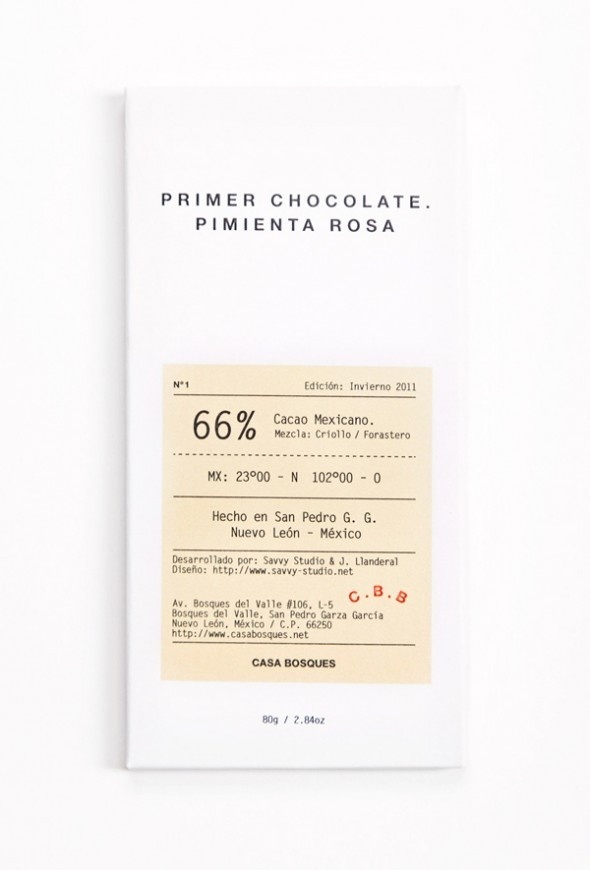 PRIMER CHOCOLATE.
PIMIENTA ROSA
Nº1 Edición: Invierno 2011
66% Cacao Mexicano.
Mezcla: Criollo / Forastero
MX: 23º00 - N 102º00 - O
Hecho en San Pedro G. G.
Nuevo León - México
Desarrollado por: Savvy Studio & J. Llanderal
Diseño: http://www.savvy-studio.net
C.B.B
Av. Bosques del Valle #106, L-5
Bosques del Valle, San Pedro Garza García
Nuevo León, México / C.P. 66250
http://www.casabosques.net
CASA BOSQUES
80g / 2.84oz